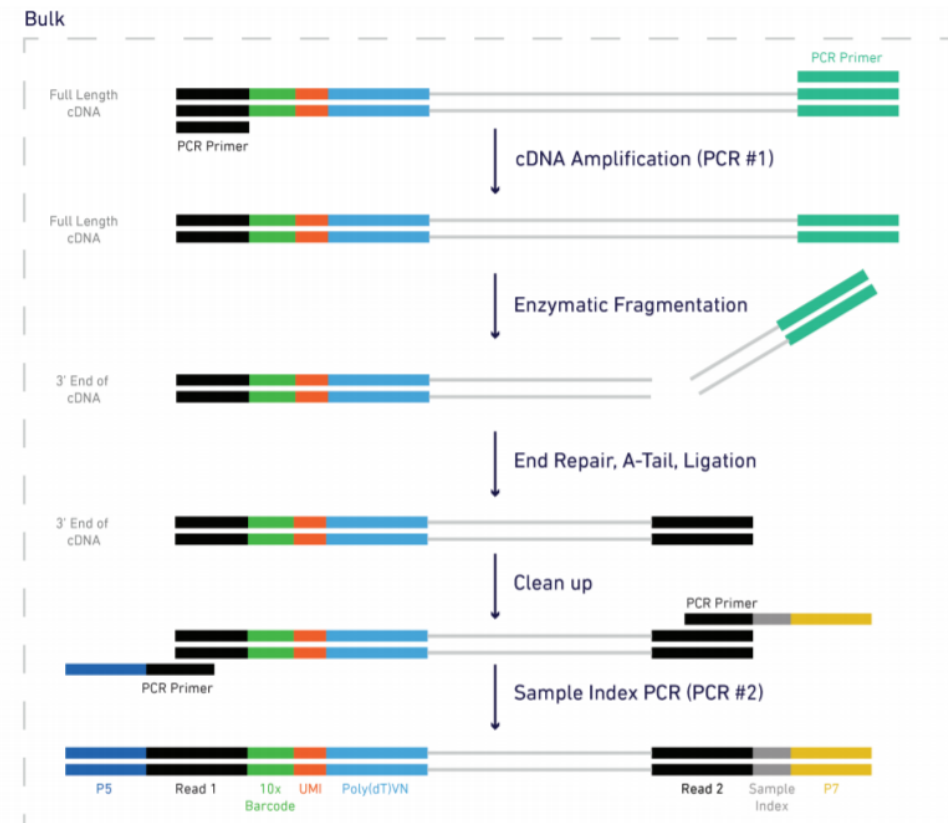 Bulk
PCR Primer
Full Length
cDNA
PCR Primer
cDNA Amplification (PCR #1)
Full Length
cDNA
Enzymatic Fragmentation
3' End of
cDNA
End Repair, A-Tail, Ligation
3' End of
cDNA
Clean up
PCR Primer
PCR Primer
Sample Index PCR (PCR #2)
P5 Read 1 10x UMI Poly(dT)VN Read 2 Sample P7
Barcode Index